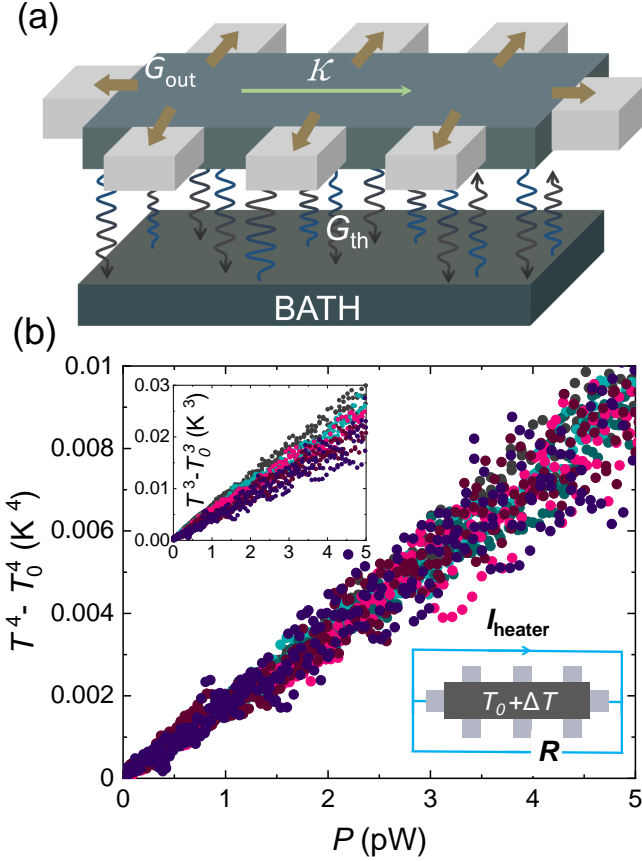 (a)
G_out
𝒦
G_th
BATH
(b)
T^4- T_0^4 (K^4)
0.01
0.008
0.006
0.004
0.002
0
0 1 2 3 4 5
P (pW)
T^3-T_0^3 (K^3)
0.03
0.02
0.01
0.00
0 1 2 3 4 5
I_heater
T_0+ΔT
R